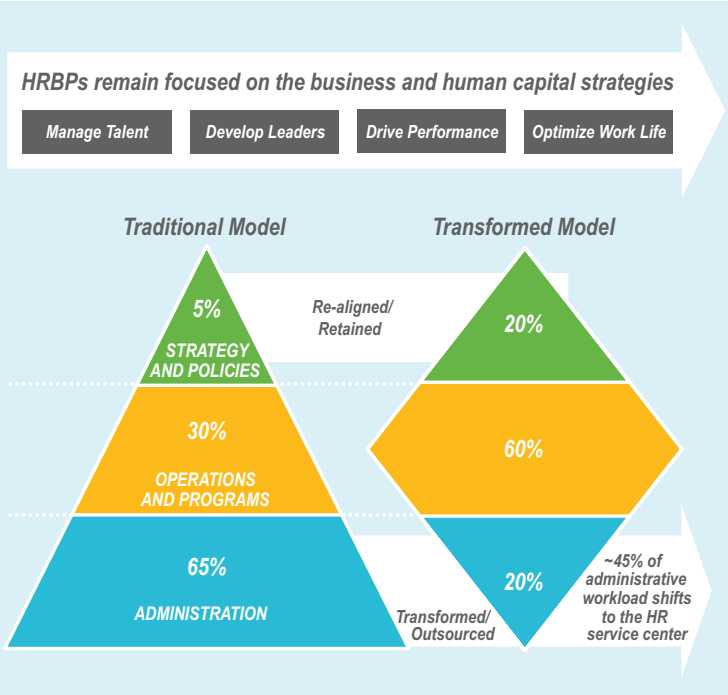 HRBPs remain focused on the business and human capital strategies
Manage Talent
Develop Leaders
Drive Performance
Optimize Work Life
Traditional Model
Transformed Model
5%
STRATEGY
AND POLICIES
Re-aligned/
Retained
20%
30%
OPERATIONS
AND PROGRAMS
60%
65%
ADMINISTRATION
Transformed/
Outsourced
20%
~45% of
administrative
workload shifts
to the HR
service center